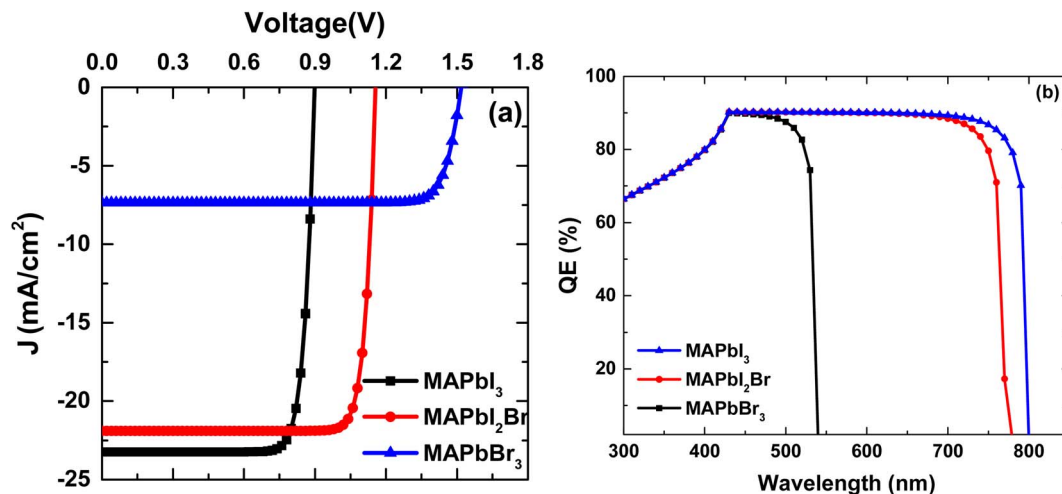 Voltage(V)
0.0 0.3 0.6 0.9 1.2 1.5 1.8
(a)
0
-5
-10
-15
-20
-25
J (mA/cm²)
MAPbI₃
MAPbI₂Br
MAPbBr₃
(b)
100
80
60
40
20
QE (%)
MAPbI₃
MAPbI₂Br
MAPbBr₃
300 400 500 600 700 800
Wavelength (nm)